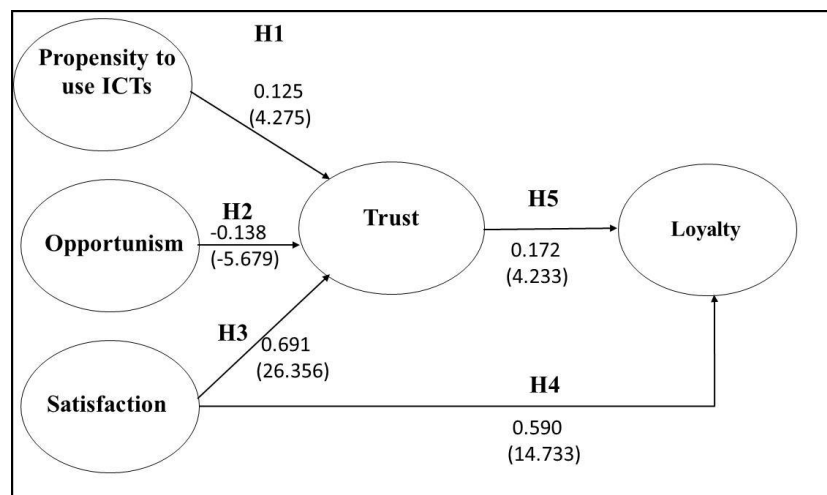 H1
Propensity to
use ICTs
0.125
(4.275)
H2
Opportunism
-0.138
(-5.679)
Trust
H5
0.172
(4.233)
Loyalty
H3
0.691
(26.356)
Satisfaction
H4
0.590
(14.733)